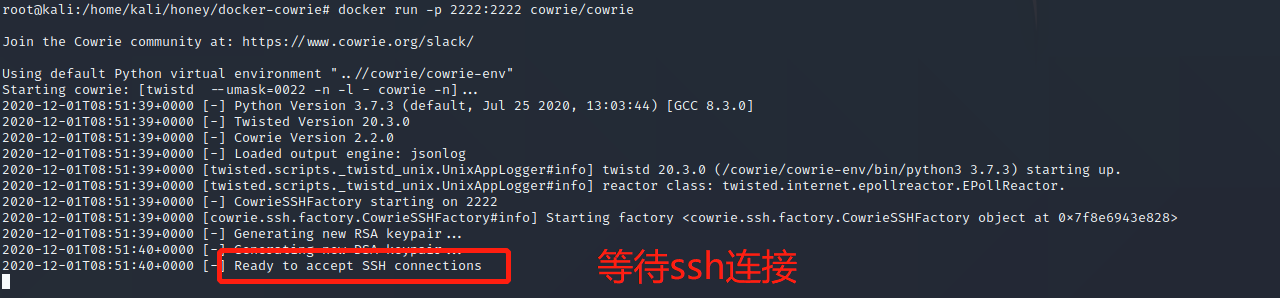 root@kali:/home/kali/honey/docker-cowrie# docker run -p 2222:2222 cowrie/cowrie
Join the Cowrie community at: https://www.cowrie.org/slack/
Using default Python virtual environment "..//cowrie/cowrie-env"
Starting cowrie: [twistd  --umask=0022 -n -l - cowrie -n]...
2020-12-01T08:51:39+0000 [-] Python Version 3.7.3 (default, Jul 25 2020, 13:03:44) [GCC 8.3.0]
2020-12-01T08:51:39+0000 [-] Twisted Version 20.3.0
2020-12-01T08:51:39+0000 [-] Cowrie Version 2.2.0
2020-12-01T08:51:39+0000 [-] Loaded output engine: jsonlog
2020-12-01T08:51:39+0000 [twisted.scripts._twistd_unix.UnixAppLogger#info] twistd 20.3.0 (/cowrie/cowrie-env/bin/python3 3.7.3) starting up.
2020-12-01T08:51:39+0000 [twisted.scripts._twistd_unix.UnixAppLogger#info] reactor class: twisted.internet.epollreactor.EPollReactor.
2020-12-01T08:51:39+0000 [-] CowrieSSHFactory starting on 2222
2020-12-01T08:51:39+0000 [cowrie.ssh.factory.CowrieSSHFactory#info] Starting factory <cowrie.ssh.factory.CowrieSSHFactory object at 0x7f8e6943e828>
2020-12-01T08:51:39+0000 [-] Generating new RSA keypair...
2020-12-01T08:51:40+0000 [-] Generating new DSA keypair...
2020-12-01T08:51:40+0000 [-] Ready to accept SSH connections
等待ssh连接